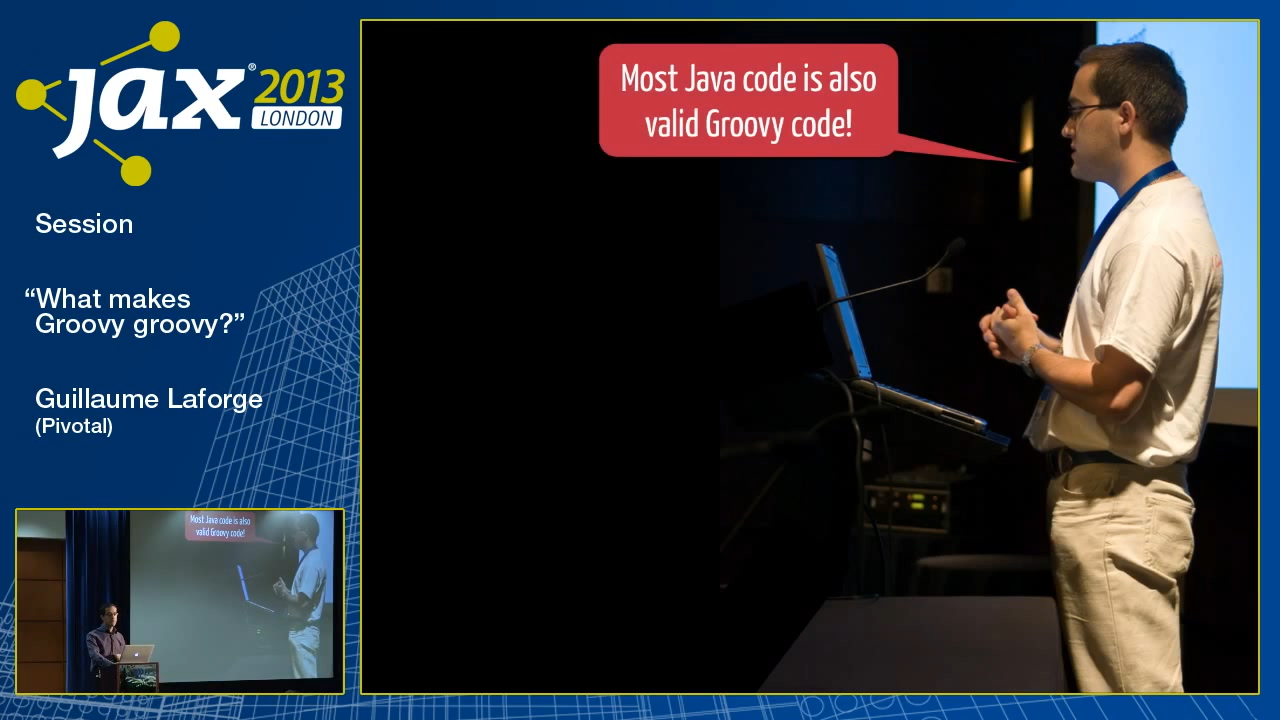 jax® 2013
LONDON
Session
“What makes
Groovy groovy?”
Guillaume Laforge
(Pivotal)
Most Java code is also
valid Groovy code!
Most Java code is also
valid Groovy code!